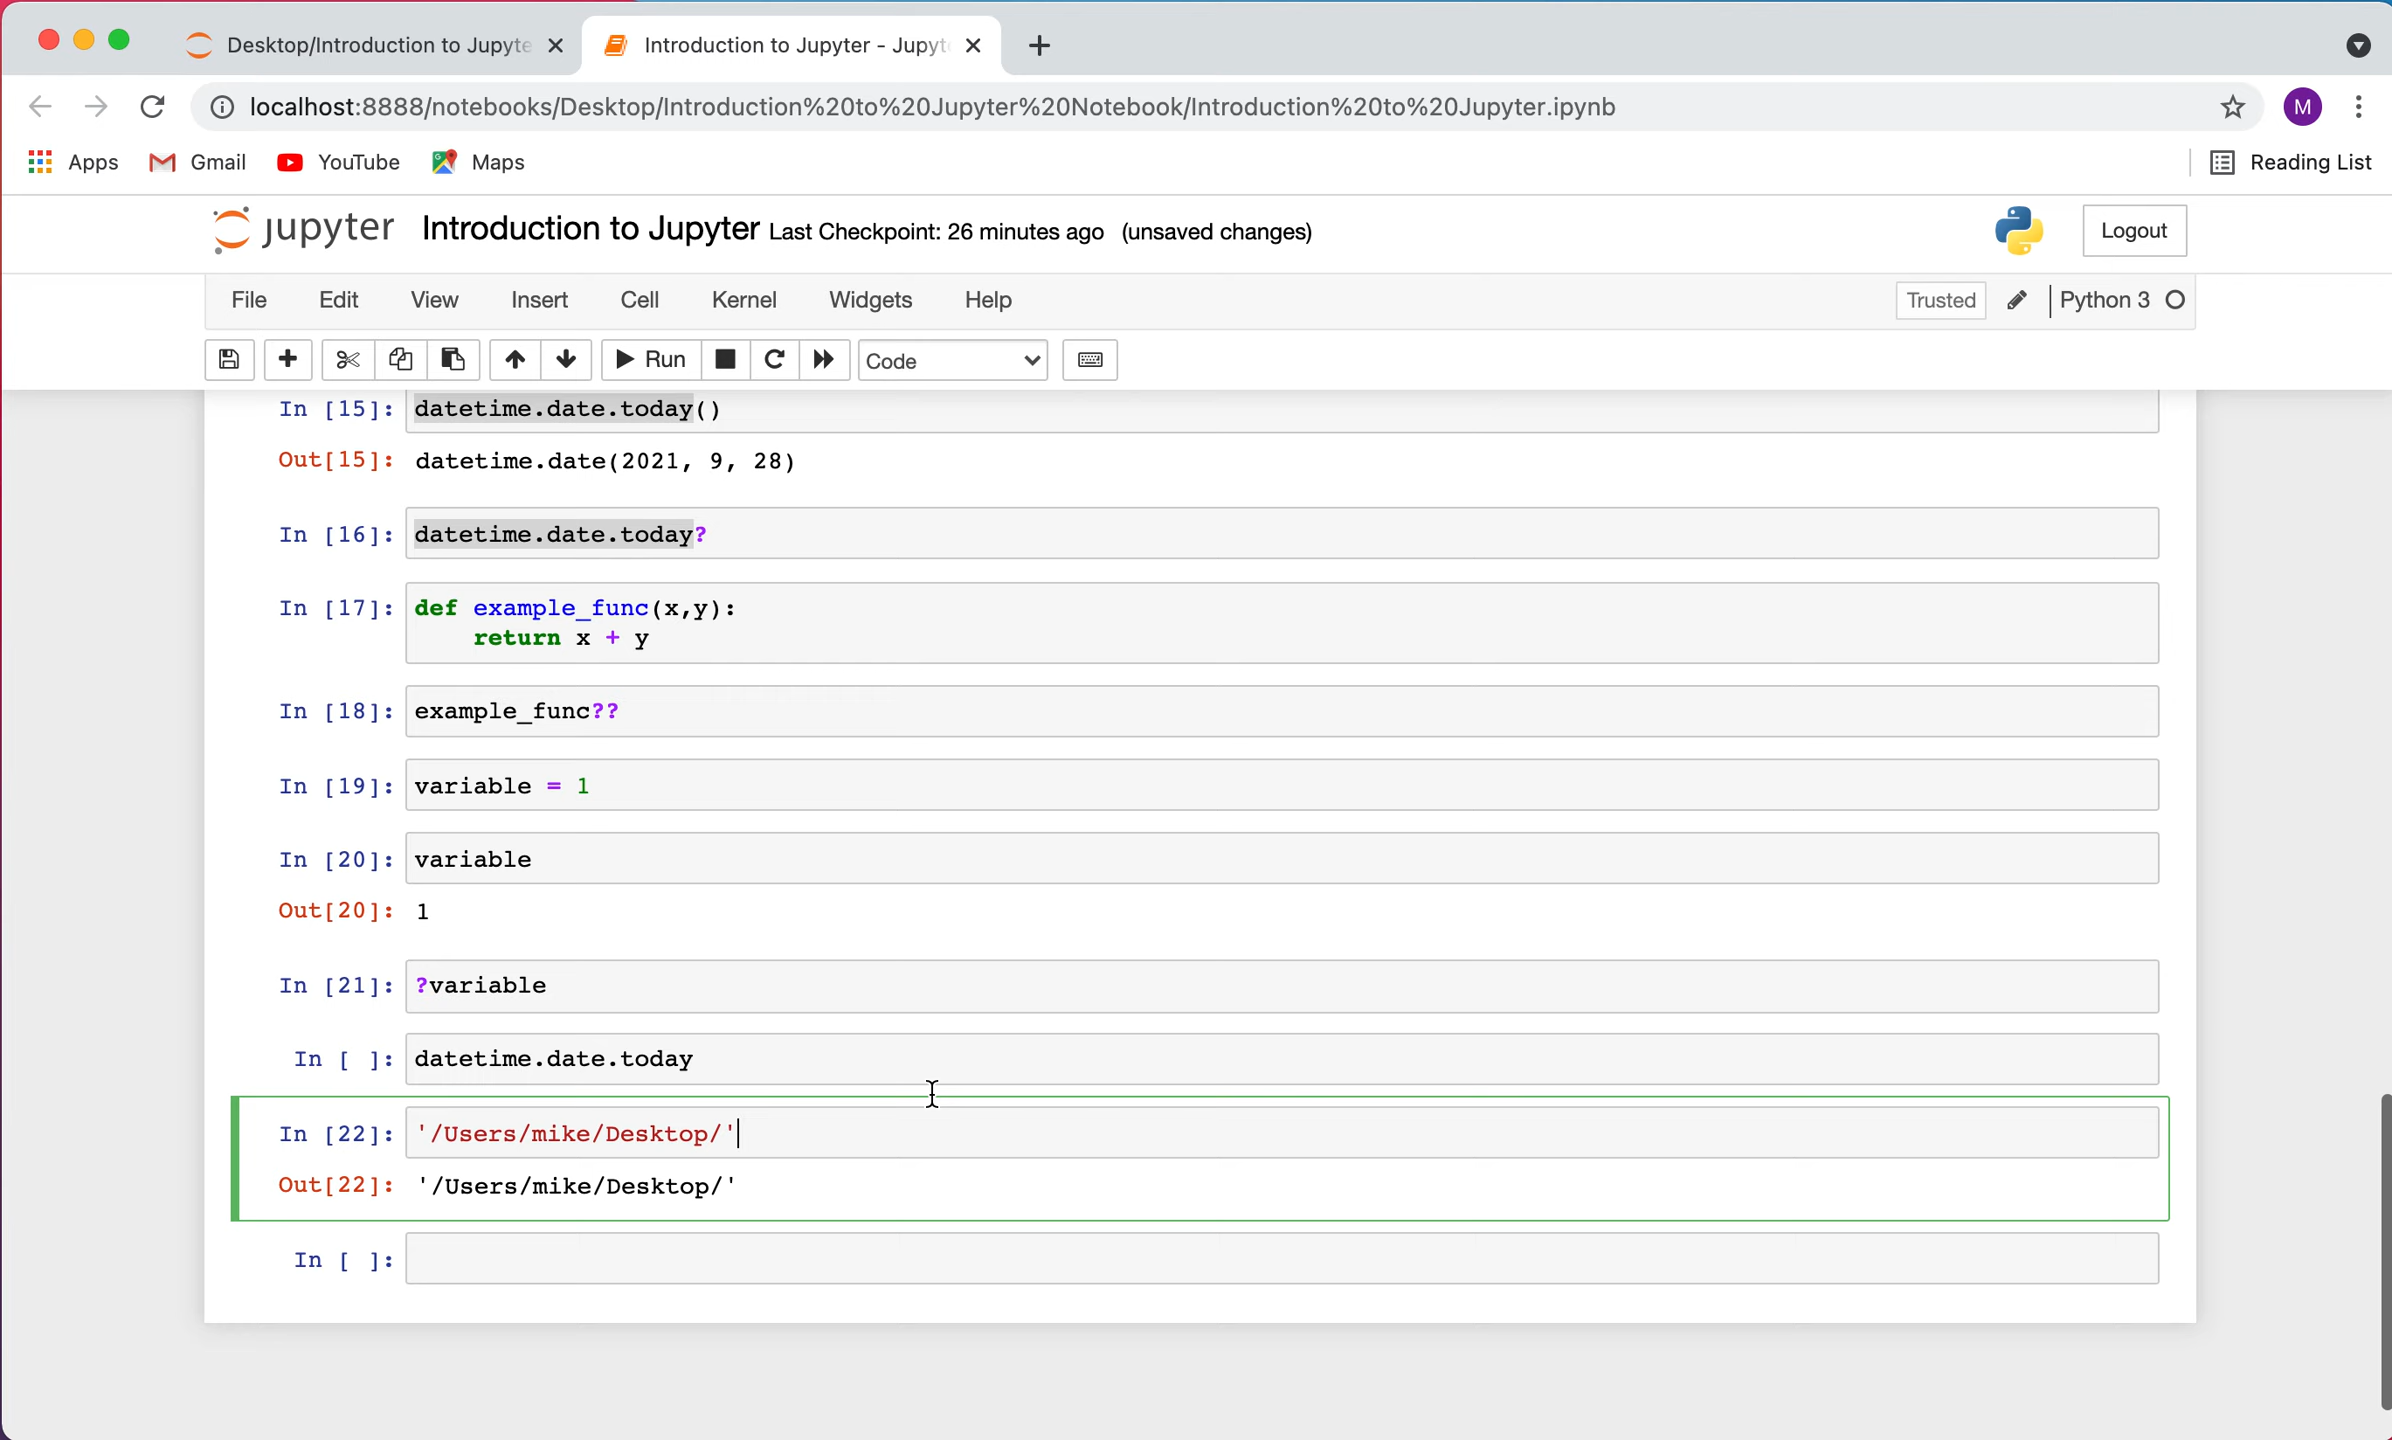 Desktop/Introduction to Jupyte
Introduction to Jupyter - Jupyt
localhost:8888/notebooks/Desktop/Introduction%20to%20Jupyter%20Notebook/Introduction%20to%20Jupyter.ipynb
M
Apps Gmail YouTube Maps Reading List
jupyter Introduction to Jupyter Last Checkpoint: 26 minutes ago (unsaved changes) Logout
File Edit View Insert Cell Kernel Widgets Help Trusted Python 3
Run Code
In [15]: datetime.date.today()
Out[15]: datetime.date(2021, 9, 28)
In [16]: datetime.date.today?
In [17]: def example_func(x,y):
return x + y
In [18]: example_func??
In [19]: variable = 1
In [20]: variable
Out[20]: 1
In [21]: ?variable
In [ ]: datetime.date.today
In [22]: '/Users/mike/Desktop/'
Out[22]: '/Users/mike/Desktop/'
In [ ]: